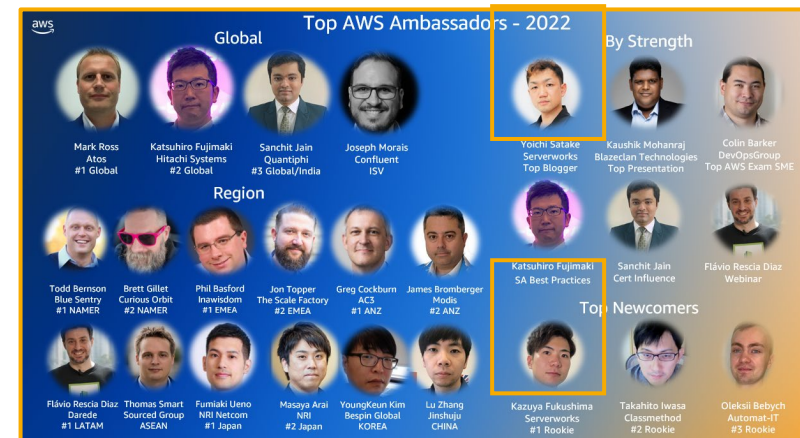 aws
Top AWS Ambassadors - 2022
Global
Mark Ross
Atos
#1 Global
Katsuhiro Fujimaki
Hitachi Systems
#2 Global
Sanchit Jain
Quantiphi
#3 Global/India
Joseph Morais
Confluent
ISV
By Strength
Yoichi Satake
Serverworks
Top Blogger
Kaushik Mohanraj
Blazeclan Technologies
Top Presentation
Colin Barker
DevOpsGroup
Top AWS Exam SME
Katsuhiro Fujimaki
SA Best Practices
Sanchit Jain
Cert Influence
Flávio Rescia Diaz
Webinar
Region
Todd Bernson
Blue Sentry
#1 NAMER
Brett Gillet
Curious Orbit
#2 NAMER
Phil Basford
Inawisdom
#1 EMEA
Jon Topper
The Scale Factory
#2 EMEA
Greg Cockburn
AC3
#1 ANZ
James Bromberger
Modis
#2 ANZ
Flávio Rescia Diaz
Darede
#1 LATAM
Thomas Smart
Sourced Group
ASEAN
Fumiaki Ueno
NRI Netcom
#1 Japan
Masaya Arai
NRI
#2 Japan
YoungKeun Kim
Bespin Global
KOREA
Lu Zhang
Jinshuju
CHINA
Top Newcomers
Kazuya Fukushima
Serverworks
#1 Rookie
Takahito Iwasa
Classmethod
#2 Rookie
Oleksii Bebych
Automat-IT
#3 Rookie